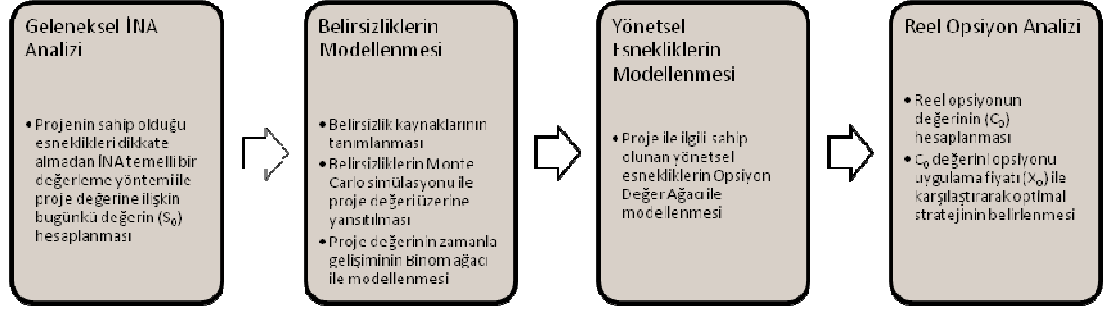 Geleneksel İNA
Analizi
• Projenin sahip olduğu
esneklikleri dikkate
almadan İNA temelli bir
değerleme yöntemi ile
proje değerine ilişkin
bugünkü değerin (S₀)
hesaplanması
Belirsizliklerin
Modellenmesi
• Belirsizlik kaynaklarının
tanımlanması
• Belirsizliklerin Monte
Carlo simülasyonu ile
proje değeri üzerine
yansıtılması
• Proje değerinin zamanla
gelişiminin Binom ağacı
ile modellenmesi
Yönetsel
Esnekliklerin
Modellenmesi
• Proje ile ilgili sahip
olunan yönetsel
esnekliklerin Opsiyon
Değer Ağacı ile
modellenmesi
Reel Opsiyon Analizi
• Reel opsiyonun
değerinin (C₀)
hesaplanması
• C₀ değerini opsiyonu
uygulama fiyatı (X₀) ile
karşılaştırarak optimal
stratejinin belirlenmesi